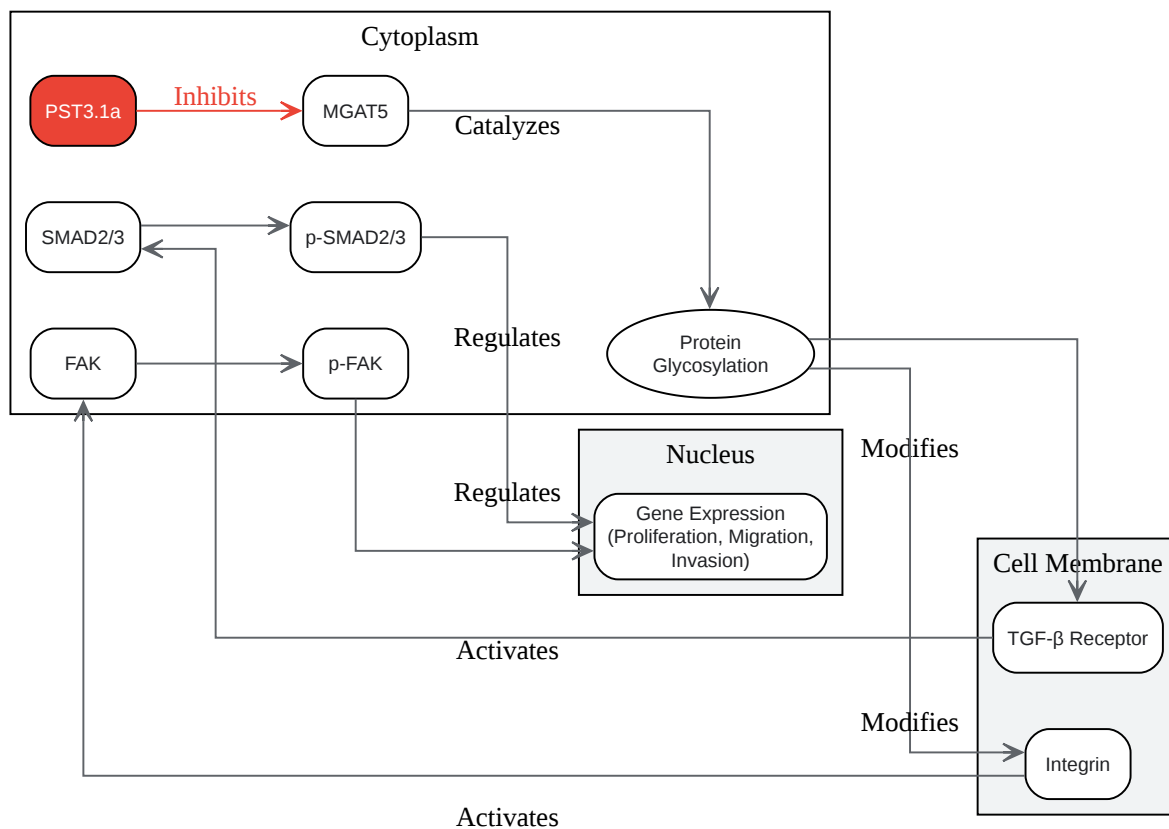 Cytoplasm
PST3.1a
Inhibits
MGAT5
Catalyzes
SMAD2/3
p-SMAD2/3
Regulates
FAK
p-FAK
Protein
Glycosylation
Modifies
Nucleus
Regulates
Gene Expression
(Proliferation, Migration,
Invasion)
Cell Membrane
TGF-β Receptor
Activates
Modifies
Integrin
Activates